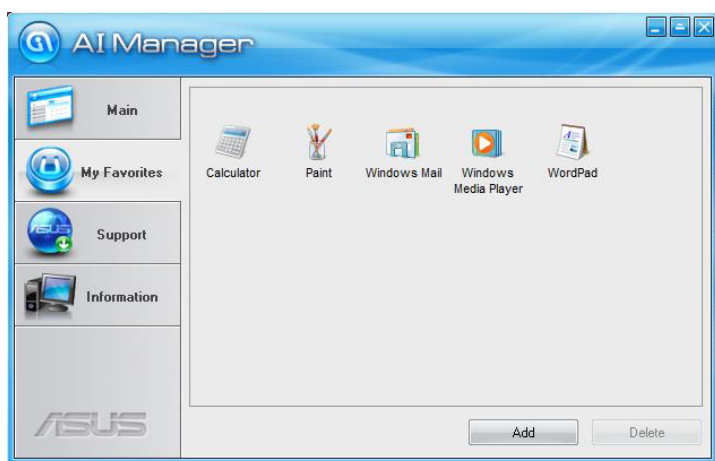 AI Manager
Main
My Favorites
Support
Information
Calculator
Paint
Windows Mail
Windows
Media Player
WordPad
ASUS
Add
Delete